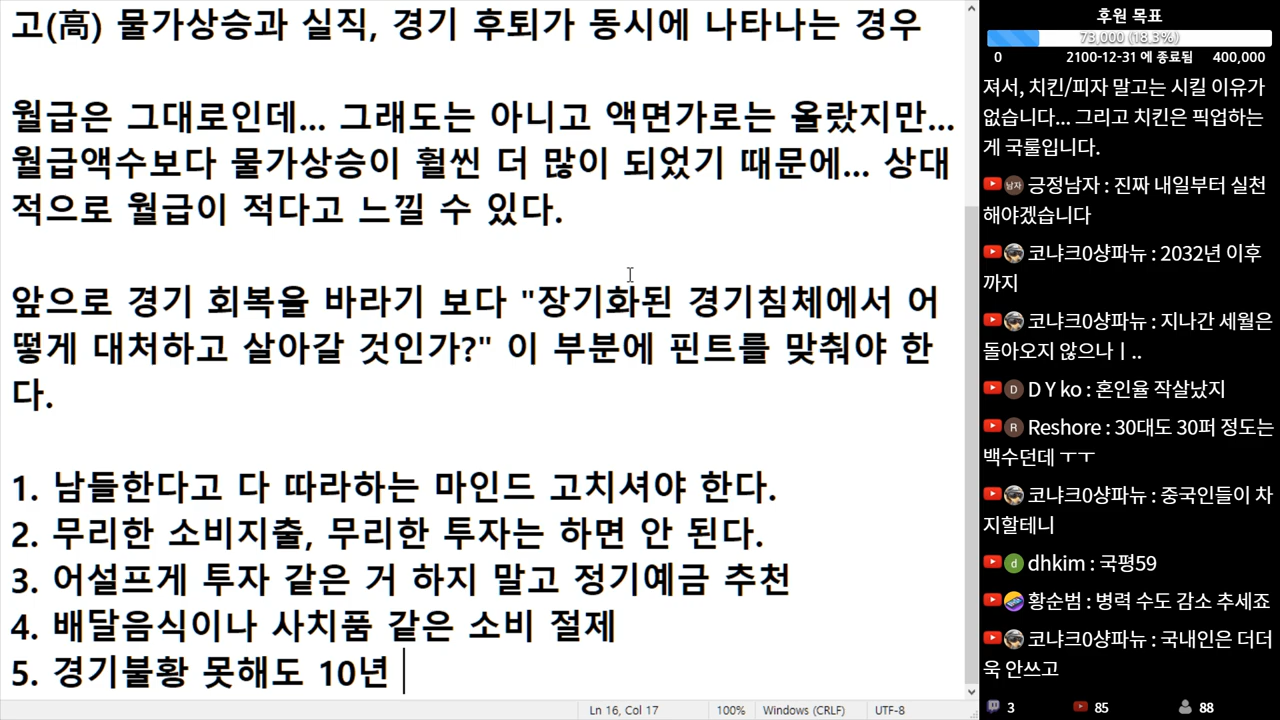 고(高) 물가상승과 실직, 경기 후퇴가 동시에 나타나는 경우
월급은 그대로인데... 그래도는 아니고 액면가로는 올랐지만...
월급액수보다 물가상승이 훨씬 더 많이 되었기 때문에... 상대
적으로 월급이 적다고 느낄 수 있다.
앞으로 경기 회복을 바라기 보다 "장기화된 경기침체에서 어
떻게 대처하고 살아갈 것인가?" 이 부분에 핀트를 맞춰야 한
다.
1. 남들한다고 다 따라하는 마인드 고치셔야 한다.
2. 무리한 소비지출, 무리한 투자는 하면 안 된다.
3. 어설프게 투자 같은 거 하지 말고 정기예금 추천
4. 배달음식이나 사치품 같은 소비 절제
5. 경기불황 못해도 10년
Ln 16, Col 17
100%
Windows (CRLF)
UTF-8
후원 목표
73,000 (18.3%)
0 2100-12-31 에 종료됨 400,000
져서, 치킨/피자 말고는 시킬 이유가
없습니다... 그리고 치킨은 픽업하는
게 국룰입니다.
남자 긍정남자 : 진짜 내일부터 실천
해야겠습니다
코냐크0샹파뉴 : 2032년 이후
까지
코냐크0샹파뉴 : 지나간 세월은
돌아오지 않으나ㅣ..
D D Y ko : 혼인율 작살났지
R Reshore : 30대도 30퍼 정도는
백수던데 ㅜㅜ
코냐크0샹파뉴 : 중국인들이 차
지할테니
d dhkim : 국평59
황순범 : 병력 수도 감소 추세죠
코냐크0샹파뉴 : 국내인은 더더
욱 안쓰고
3 85 88